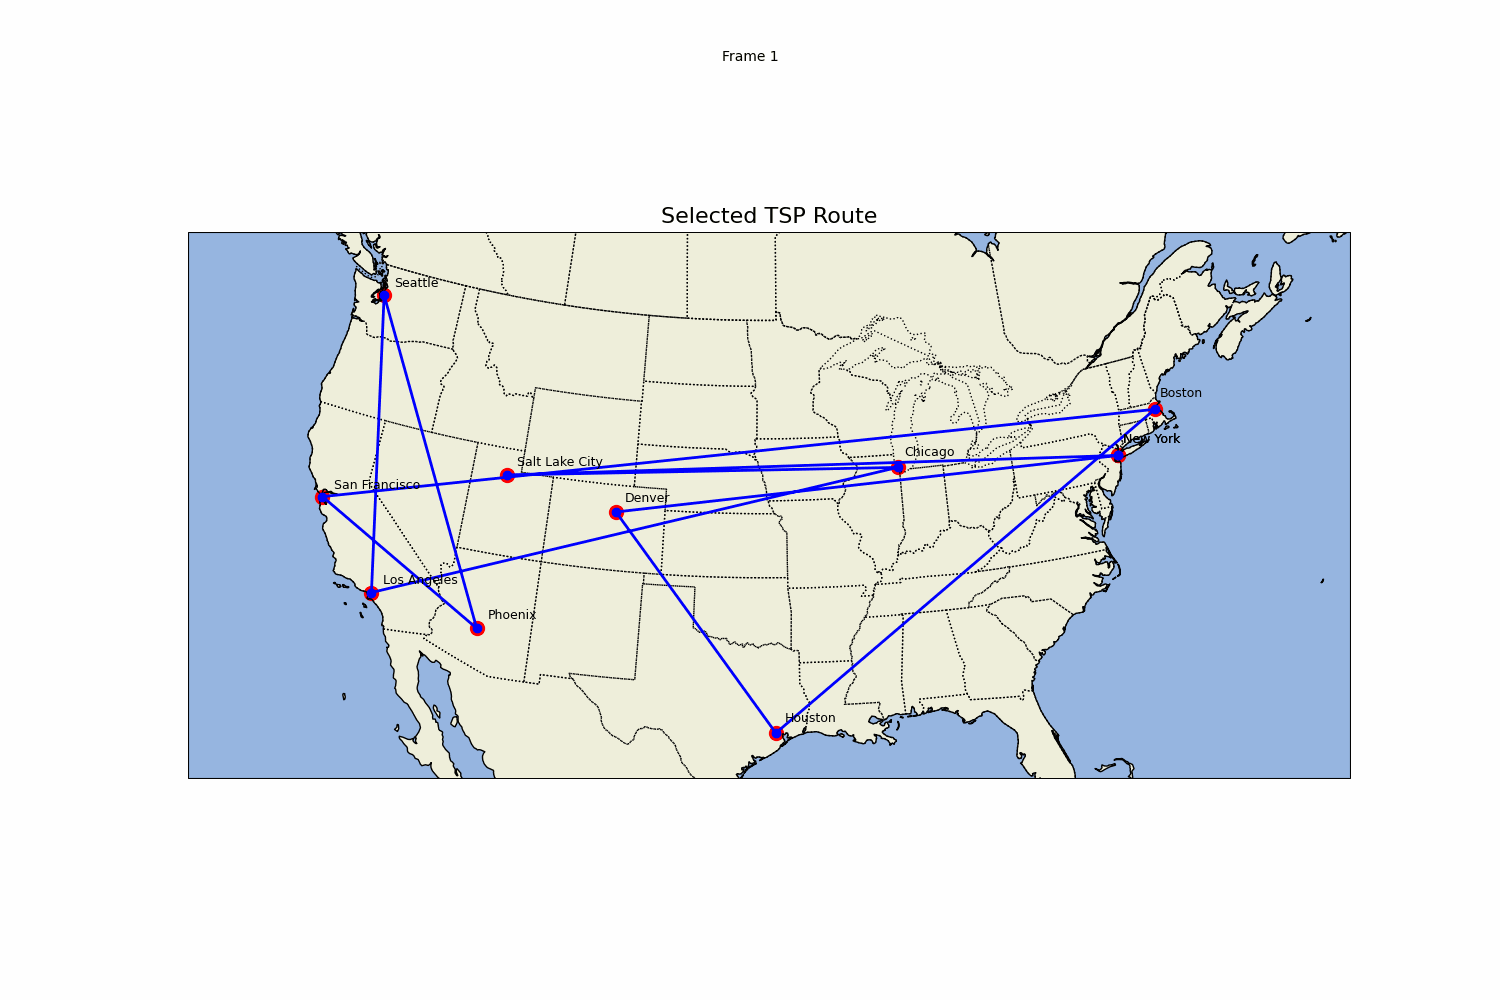 Frame 1
Selected TSP Route
Seattle
Boston
New York
Chicago
Salt Lake City
San Francisco
Denver
Los Angeles
Phoenix
Houston